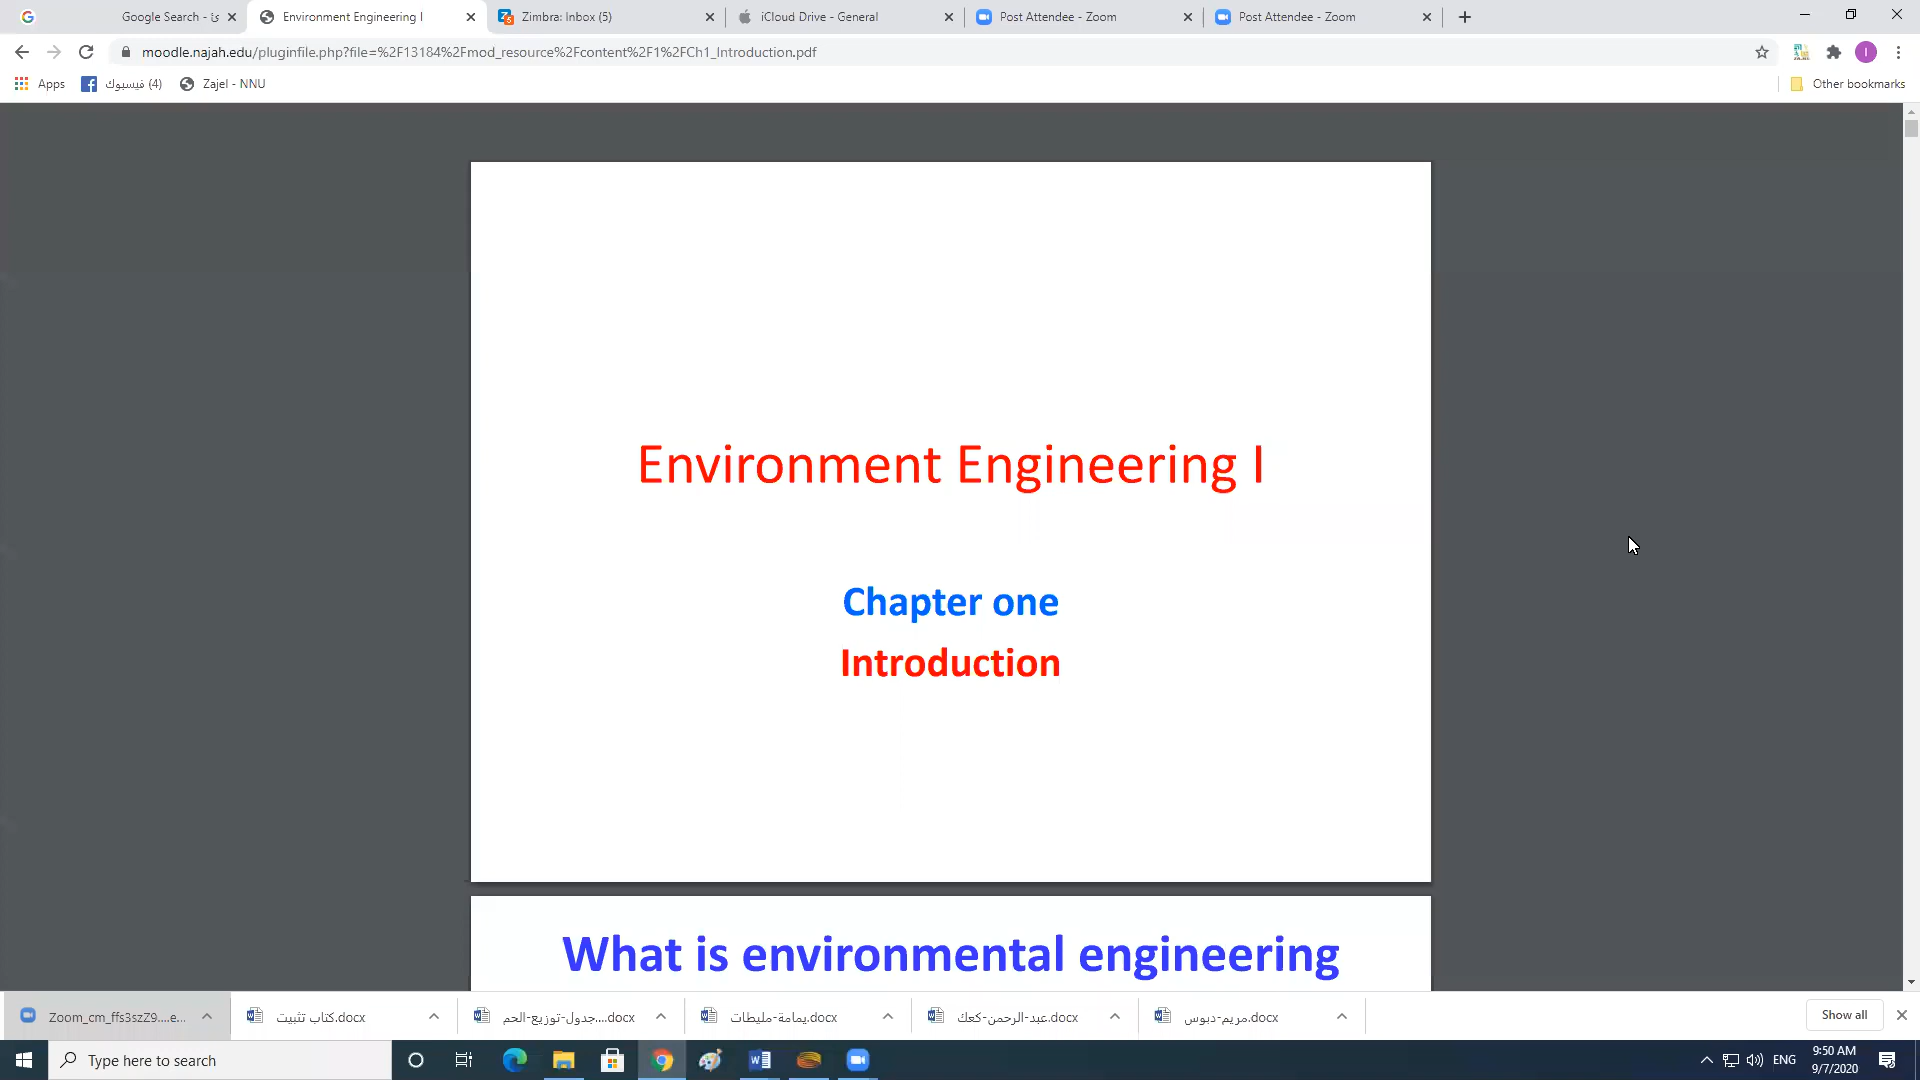 Google Search - ئ
Environment Engineering I
Zimbra: Inbox (5)
iCloud Drive - General
Post Attendee - Zoom
Post Attendee - Zoom
moodle.najah.edu/pluginfile.php?file=%2F13184%2Fmod_resource%2Fcontent%2F1%2FCh1_Introduction.pdf
Apps
(4) فيسبوك
Zajel - NNU
Other bookmarks
Environment Engineering I
Chapter one
Introduction
What is environmental engineering
Zoom_cm_ffs3szZ9....e...
كتاب تثبيت.docx
جدول-توزيع-الحم....docx
يمامة-مليطات.docx
عبد-الرحمن-كعك.docx
مريم-دبوس.docx
Show all
Type here to search
ENG
9:50 AM
9/7/2020